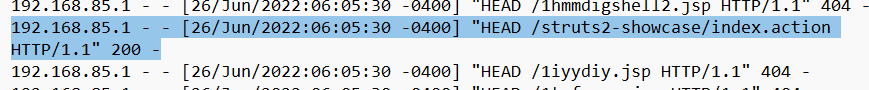 192.168.85.1 - - [26/Jun/2022:06:05:30 -0400] "HEAD /1hmmdigshell2.jsp HTTP/1.1" 404 -
192.168.85.1 - - [26/Jun/2022:06:05:30 -0400] "HEAD /struts2-showcase/index.action
HTTP/1.1" 200 -
192.168.85.1 - - [26/Jun/2022:06:05:30 -0400] "HEAD /1iyydiy.jsp HTTP/1.1" 404 -